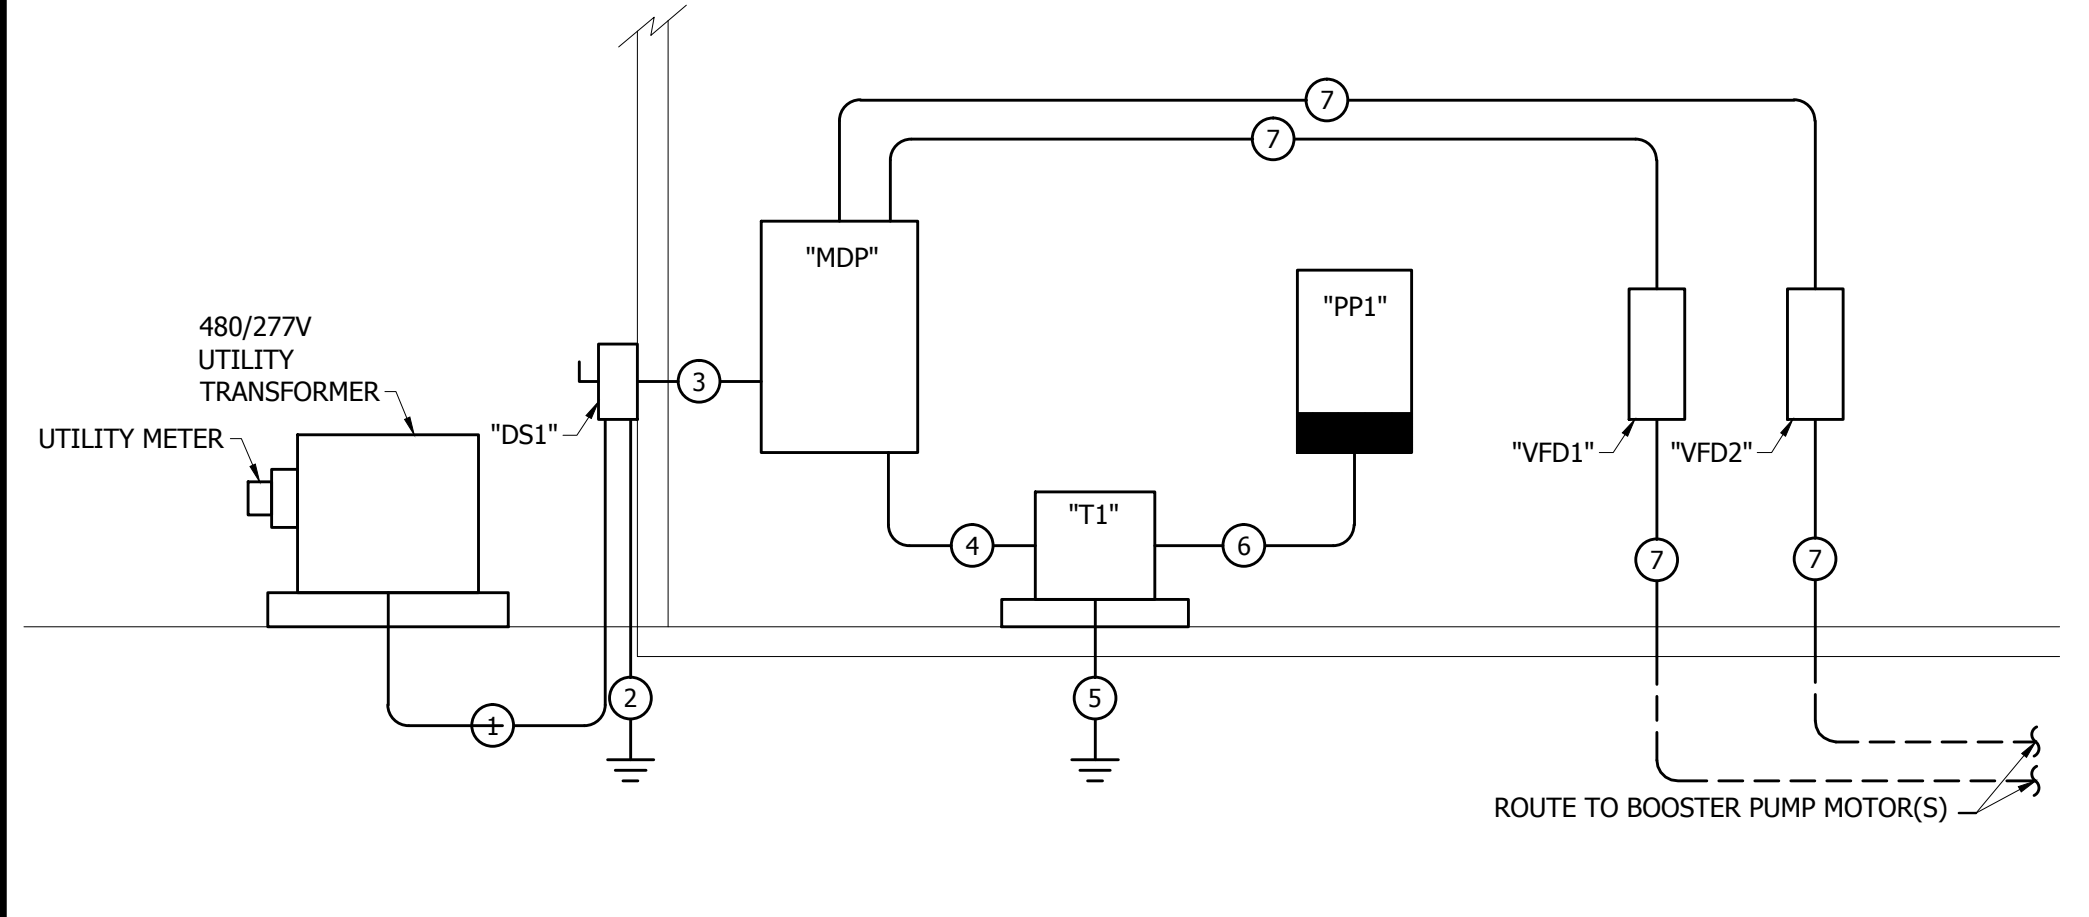 7
7
"MDP"
"PP1"
480/277V
UTILITY
TRANSFORMER
UTILITY METER
"DS1"
3
"VFD1"
"VFD2"
"T1"
4
6
7
7
1
2
5
ROUTE TO BOOSTER PUMP MOTOR(S)